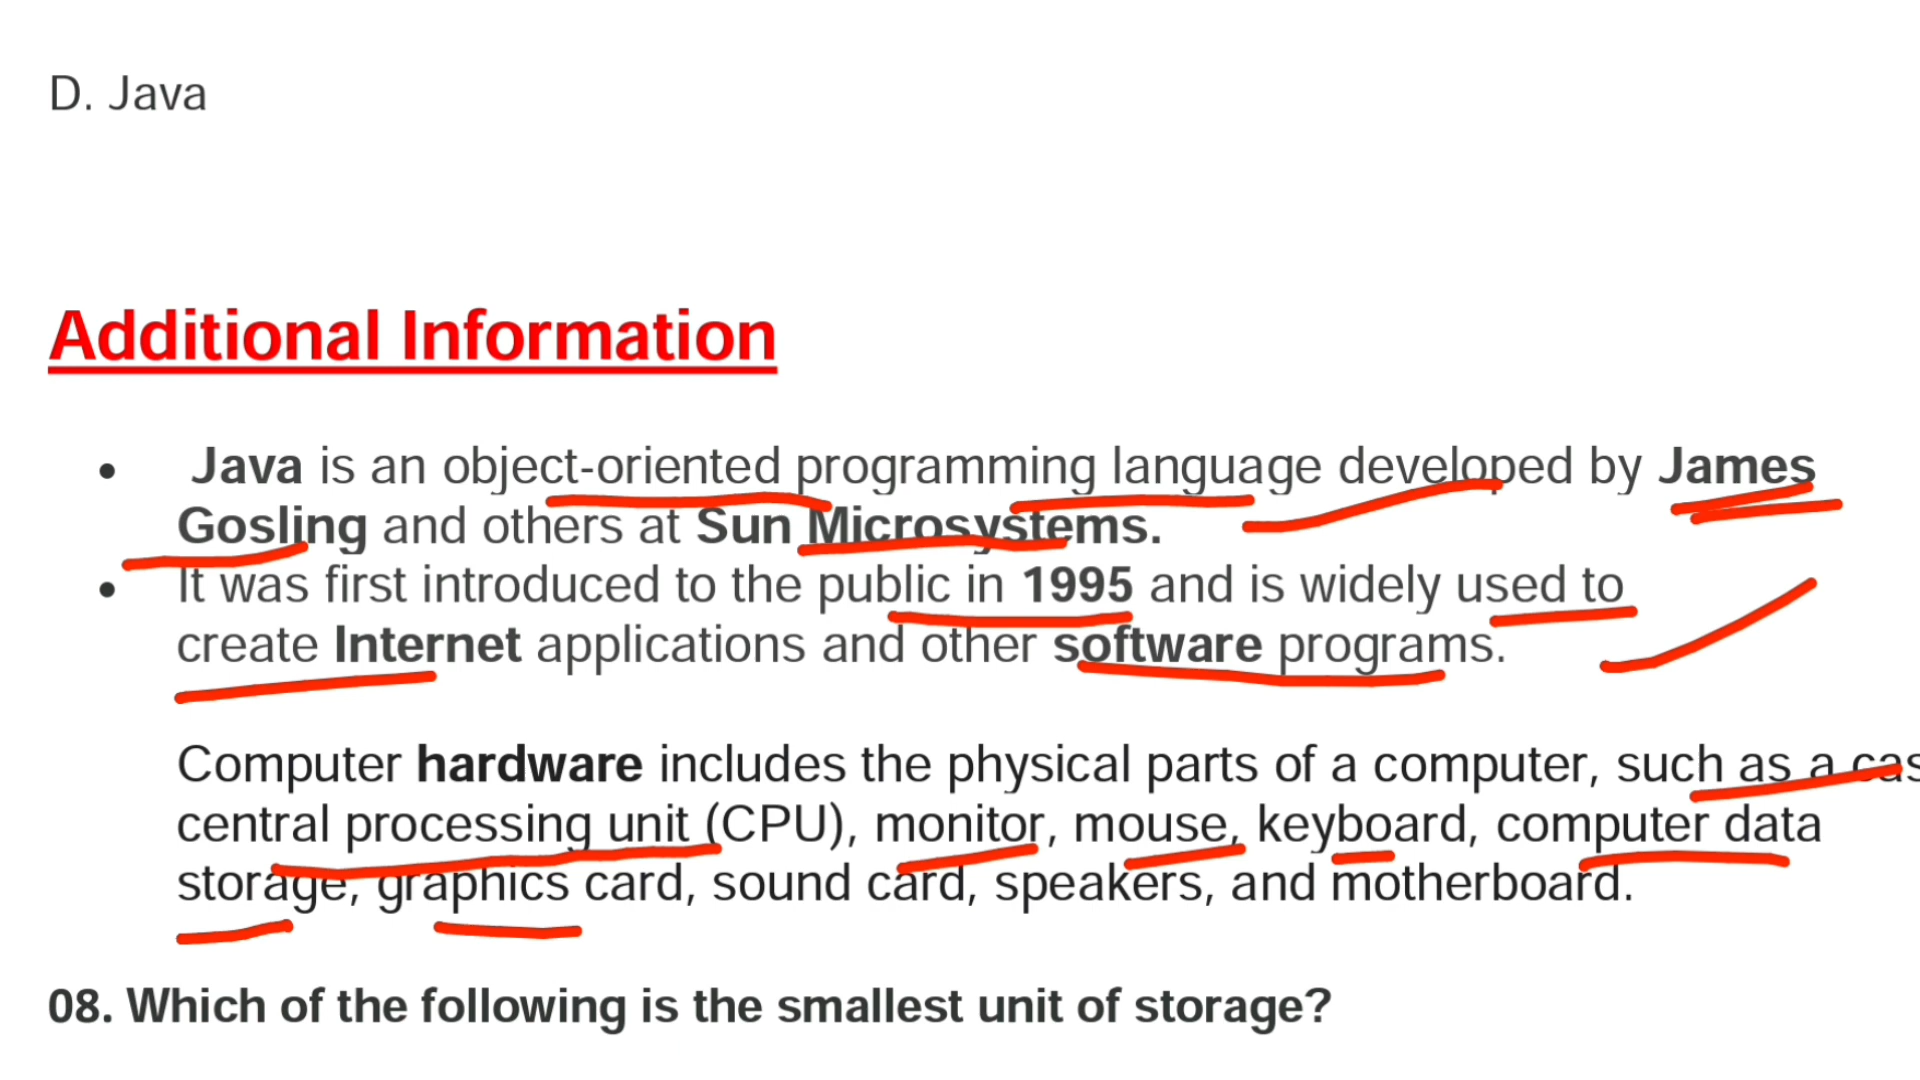 D. Java
Additional Information
• Java is an object-oriented programming language developed by James
Gosling and others at Sun Microsystems.
• It was first introduced to the public in 1995 and is widely used to
create Internet applications and other software programs.
Computer hardware includes the physical parts of a computer, such as a cas
central processing unit (CPU), monitor, mouse, keyboard, computer data
storage, graphics card, sound card, speakers, and motherboard.
08. Which of the following is the smallest unit of storage?